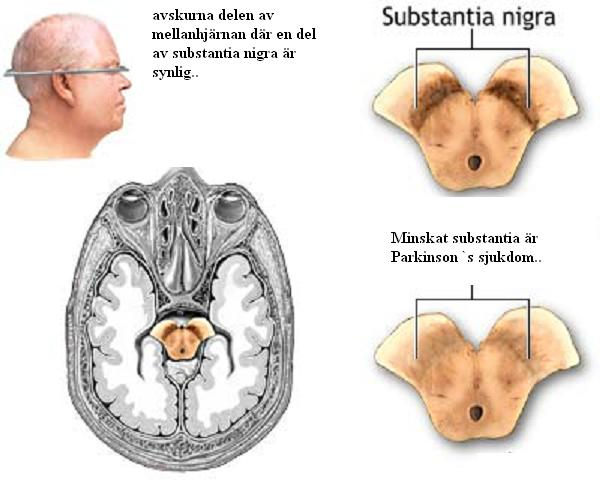 avskurna delen av
mellanhjärnan där en del
av substantia nigra är
synlig..
Substantia nigra
Minskat substantia är
Parkinson `s sjukdom..